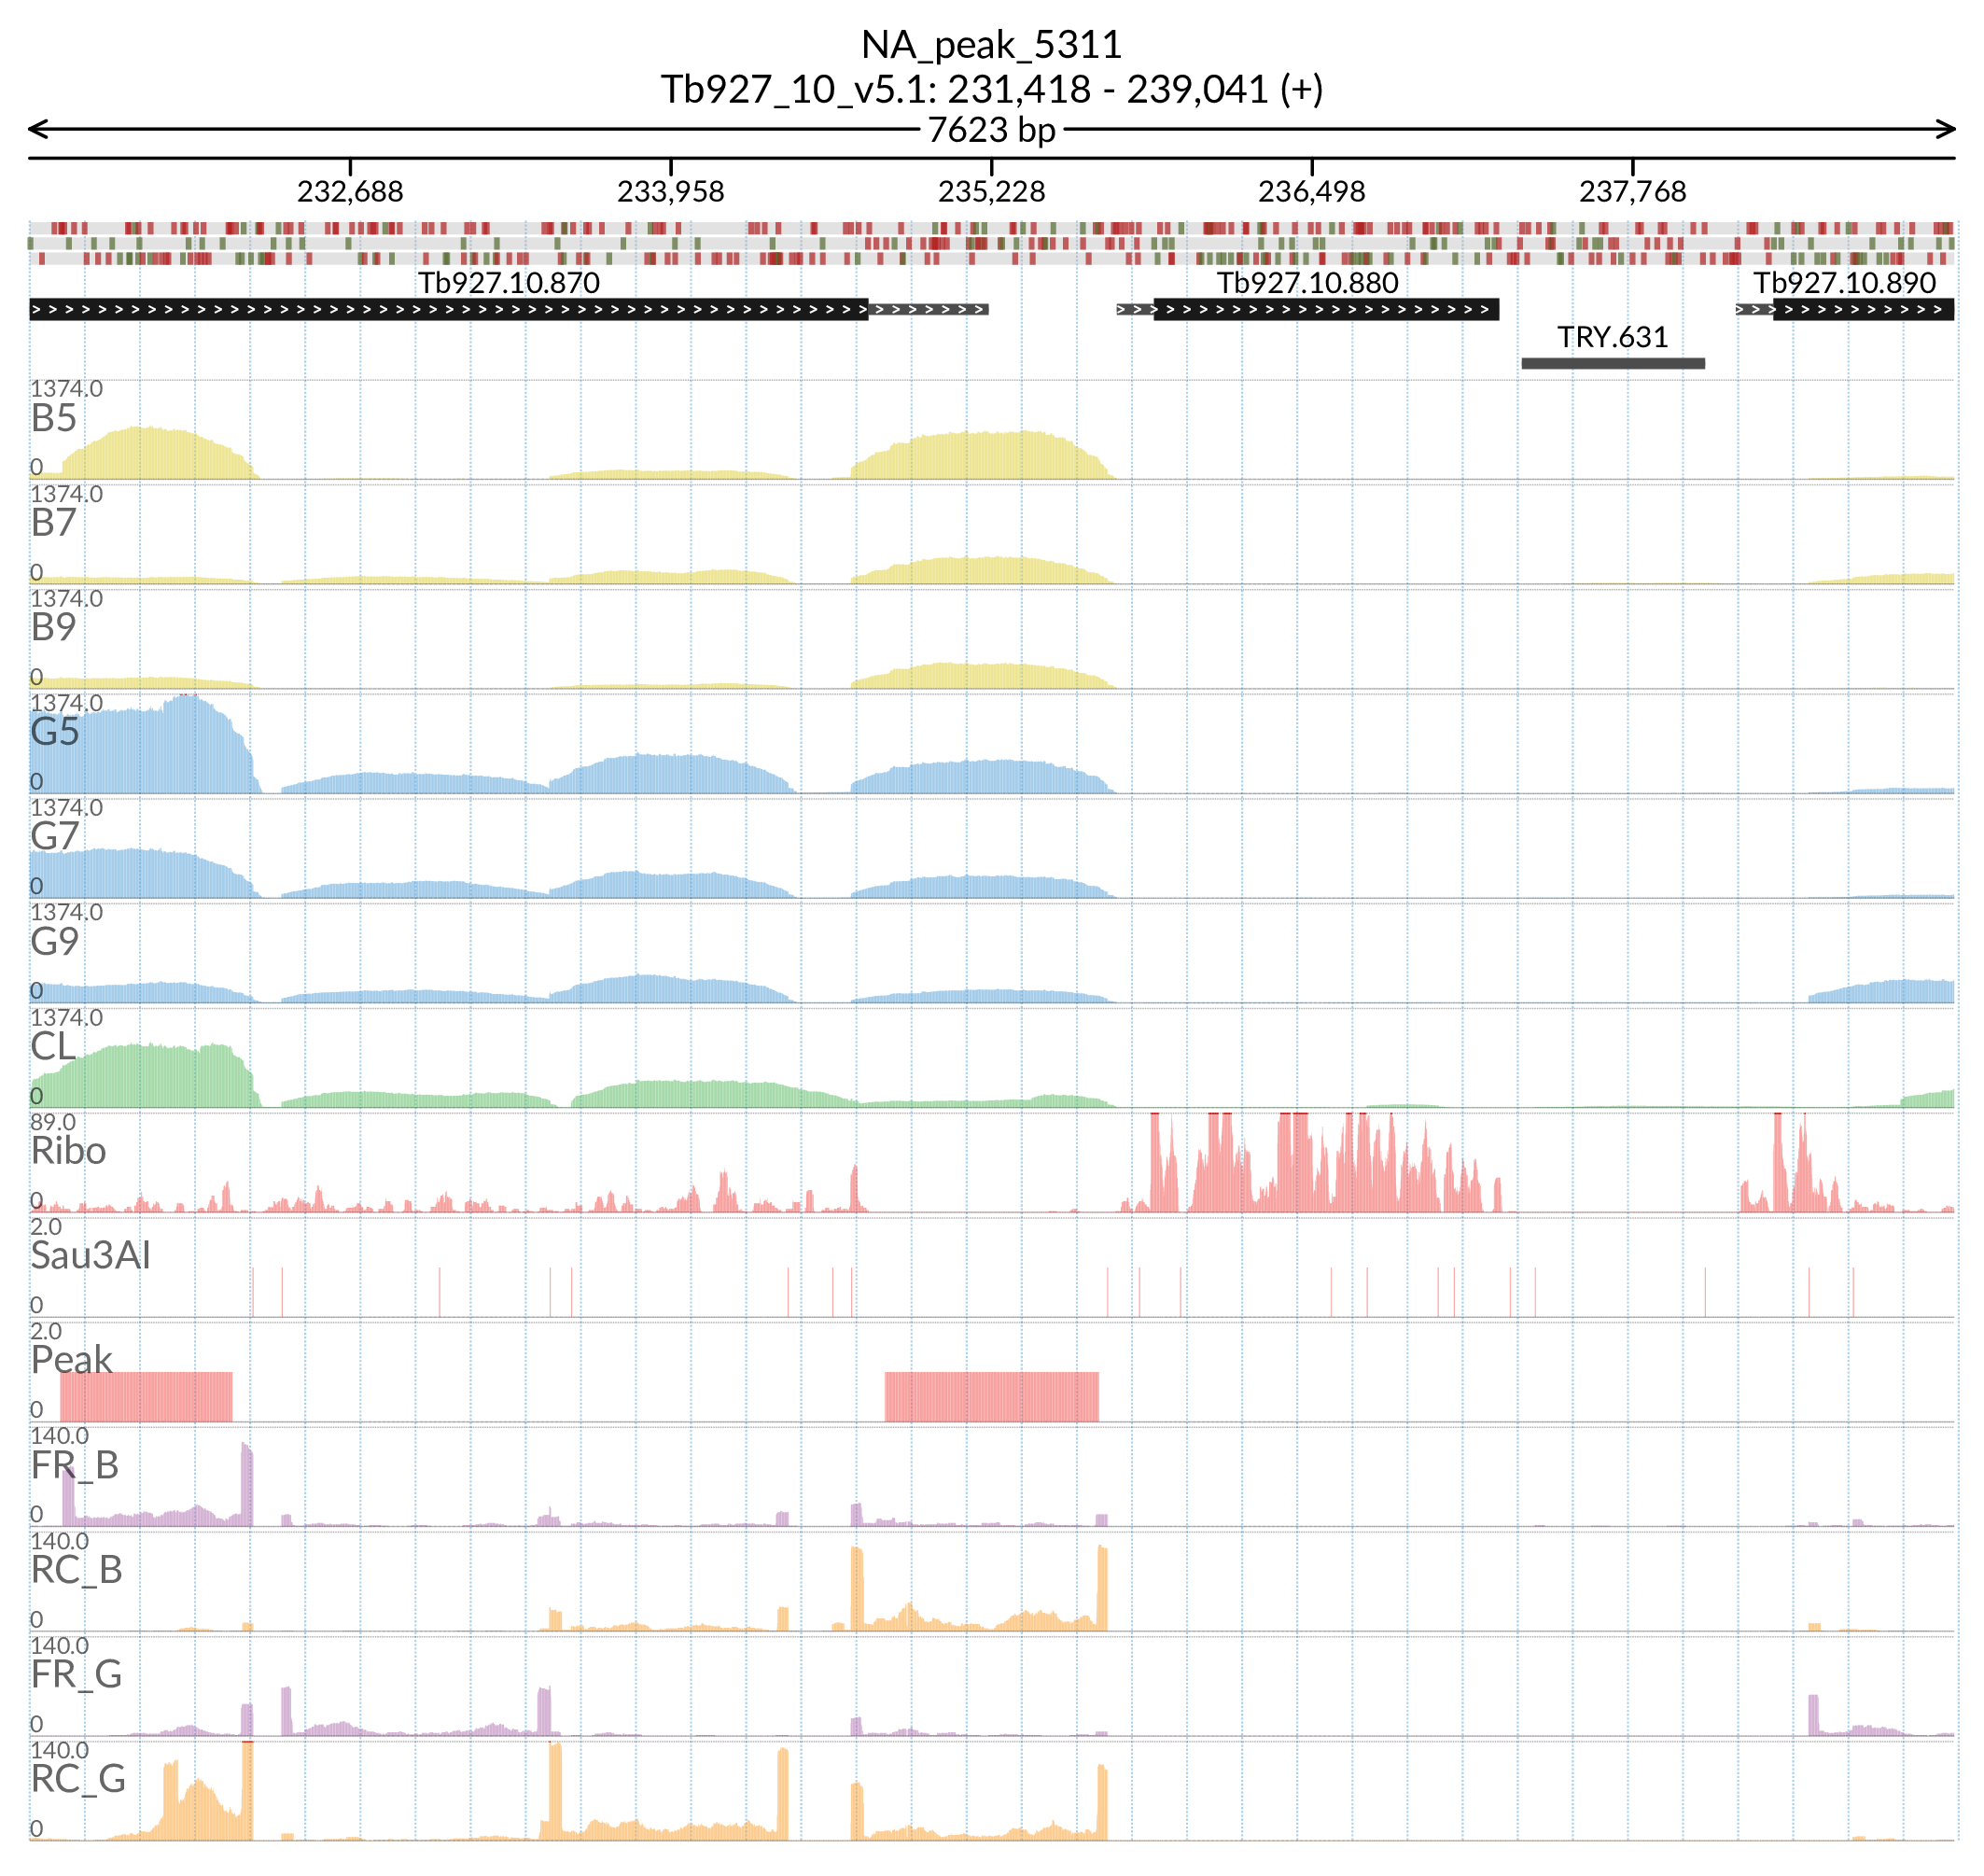 NA_peak_5311
Tb927_10_v5.1: 231,418 - 239,041 (+)
7623 bp
232,688 233,958 235,228 236,498 237,768
Tb927.10.870 Tb927.10.880 Tb927.10.890
TRY.631
1374.0
B5
0
1374.0
B7
0
1374.0
B9
0
1374.0
G5
0
1374.0
G7
0
1374.0
G9
0
1374.0
CL
0
89.0
Ribo
0
2.0
Sau3AI
0
2.0
Peak
0
140.0
FR_B
0
140.0
RC_B
0
140.0
FR_G
0
140.0
RC_G
0